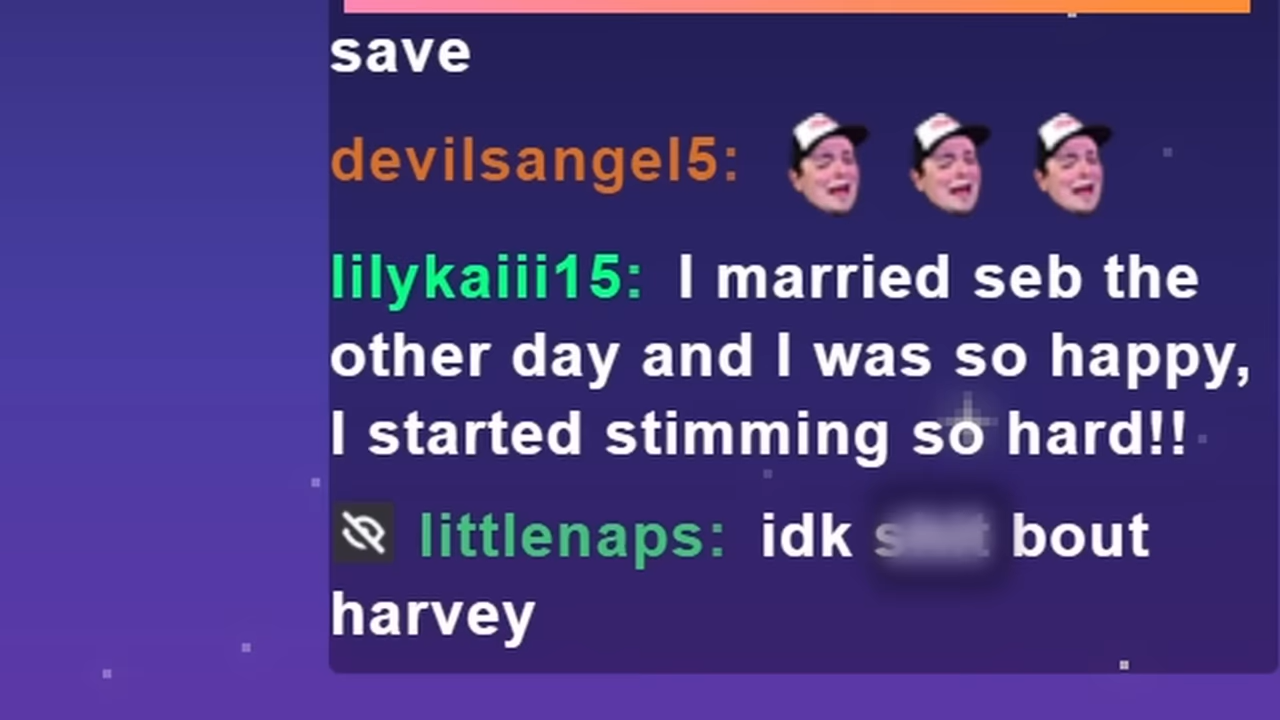 save
devilsangel5:
lilykaiii15: I married seb the
other day and I was so happy,
I started stimming so hard!!
littlenaps: idk bout
harvey